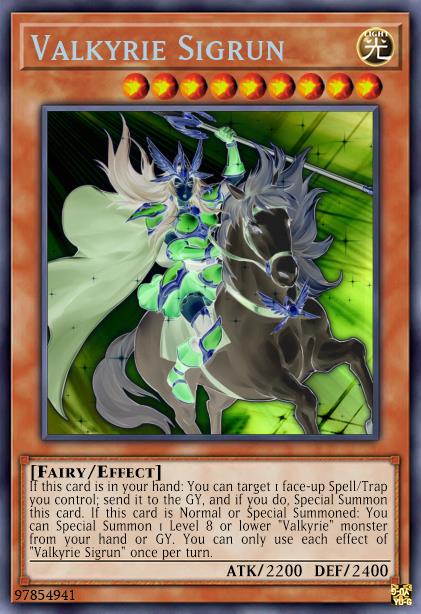 VALKYRIE SIGRUN
LIGHT
光
[FAIRY/EFFECT]
If this card is in your hand: You can target 1 face-up Spell/Trap
you control; send it to the GY, and if you do, Special Summon
this card. If this card is Normal or Special Summoned: You
can Special Summon 1 Level 8 or lower "Valkyrie" monster
from your hand or GY. You can only use each effect of
"Valkyrie Sigrun" once per turn.
ATK/2200 DEF/2400
97854941